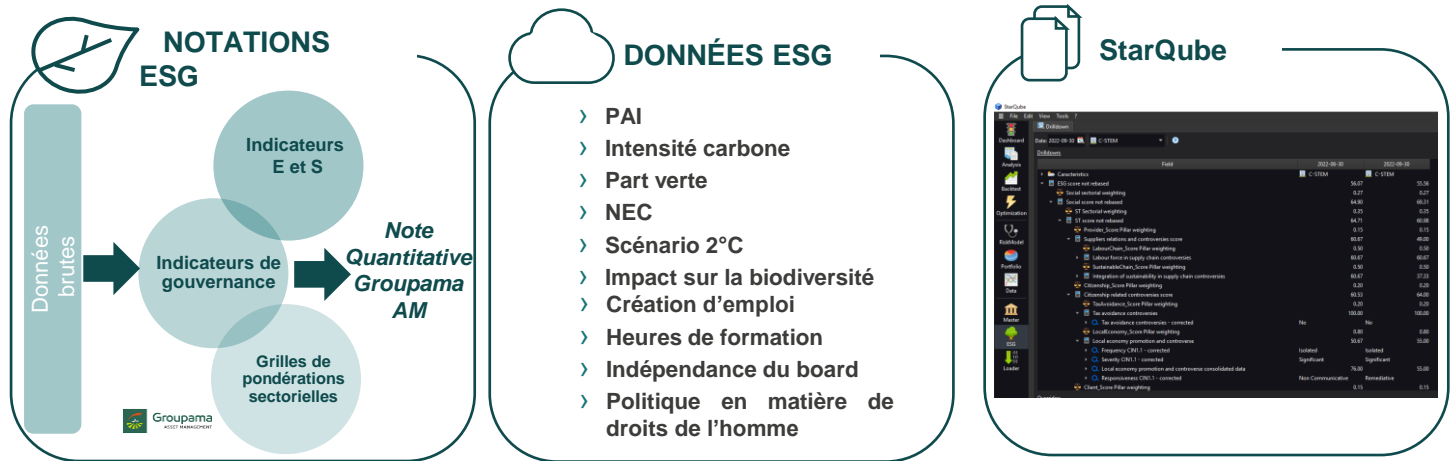 NOTATIONS
ESG
Données
brutes
Indicateurs
E et S
Indicateurs de
gouvernance
Grilles de
pondérations
sectorielles
Note
Quantitative
Groupama
AM
Groupama
ASSET MANAGEMENT
DONNÉES ESG
› PAI
› Intensité carbone
› Part verte
› NEC
› Scénario 2°C
› Impact sur la biodiversité
› Création d'emploi
› Heures de formation
› Indépendance du board
› Politique en matière de
droits de l'homme
StarQube
StarQube
File Edit View Tools ?
Drilldown
Date: 2022-09-30 C-STEM
Drilldowns
Dashboard
Analysis
Backtest
Optimization
RiskModel
Portfolio
Data
Master
ESG
Loader
Field 2022-06-30 2022-09-30
Caracteristics C-STEM C-STEM
ESG score not rebased 56.07 55.56
Social sectorial weighting 0.27 0.27
Social score not rebased 64.90 60.31
ST Sectorial weighting 0.35 0.35
ST score not rebased 64.71 60.98
Provider_Score Pillar weighting 0.15 0.15
Suppliers relations and controversies score 60.67 49.00
LabourChain_Score Pillar weighting 0.50 0.50
Labour force in supply chain controversies 60.67 60.67
SustainableChain_Score Pillar weighting 0.50 0.50
Integration of sustainability in supply chain controversies 60.67 37.33
Citizenship_Score Pillar weighting 0.20 0.20
Citizenship related controversies score 60.53 64.00
TaxAvoidance_Score Pillar weighting 0.20 0.20
Tax avoidance controversies 100.00 100.00
Tax avoidance controversies - corrected No No
LocalEconomy_Score Pillar weighting 0.80 0.80
Local economy promotion and controverse 50.67 55.00
Frequency CIN1.1 - corrected Isolated Isolated
Severity CIN1.1 - corrected Significant Significant
Local economy promotion and controverse consolidated data 76.00 55.00
Responsiveness CIN1.1 - corrected Non Communicative Remediative
Client_Score Pillar weighting 0.15 0.15